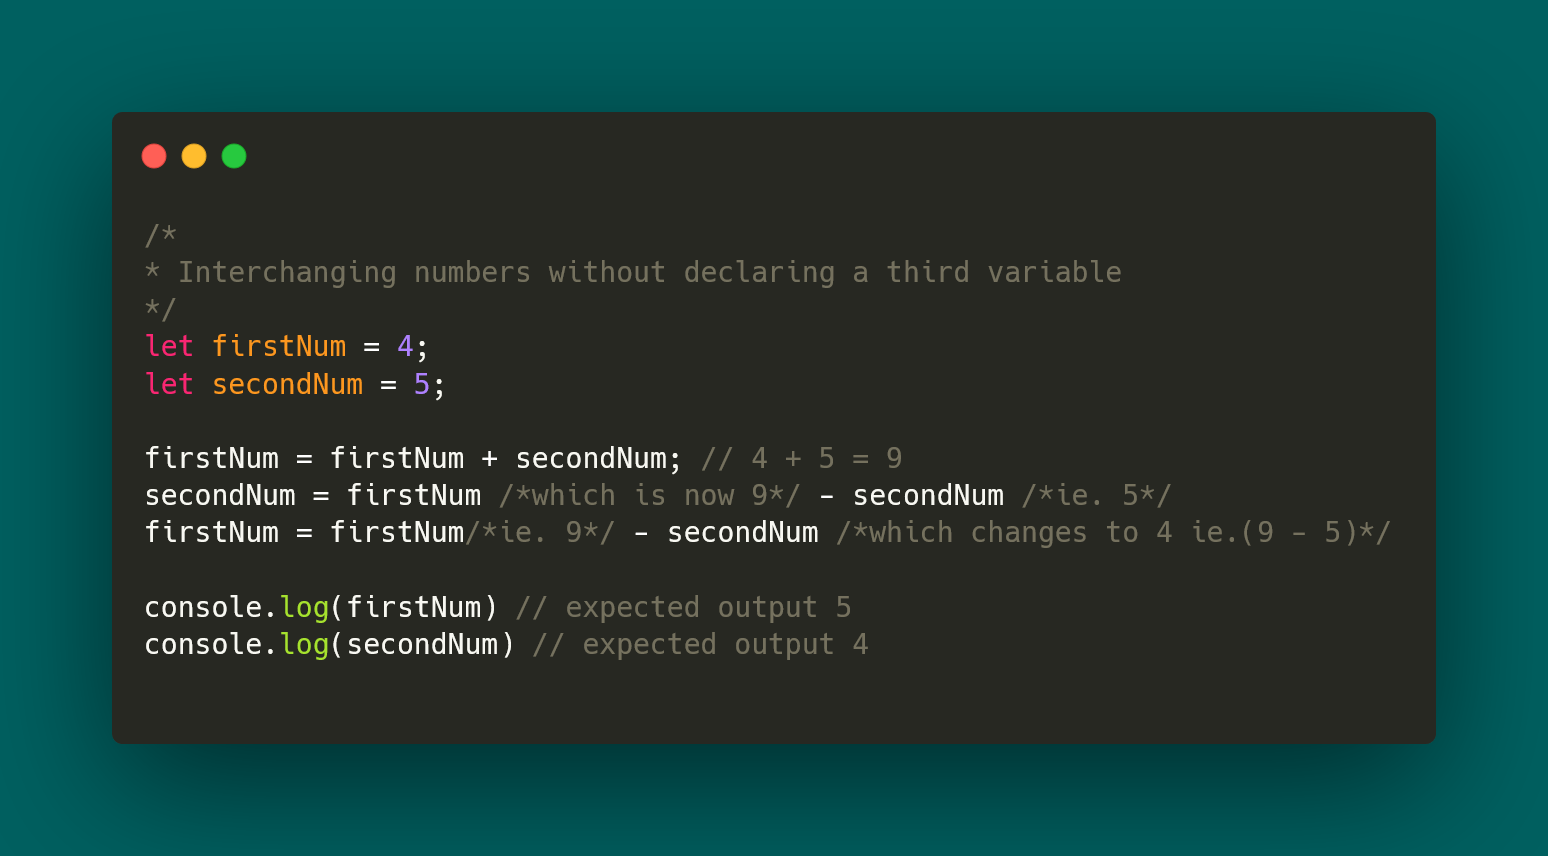 /*
* Interchanging numbers without declaring a third variable
*/
let firstNum = 4;
let secondNum = 5;
firstNum = firstNum + secondNum; // 4 + 5 = 9
secondNum = firstNum /*which is now 9*/ - secondNum /*ie. 5*/
firstNum = firstNum/*ie. 9*/ - secondNum /*which changes to 4 ie.(9 - 5)*/
console.log(firstNum) // expected output 5
console.log(secondNum) // expected output 4